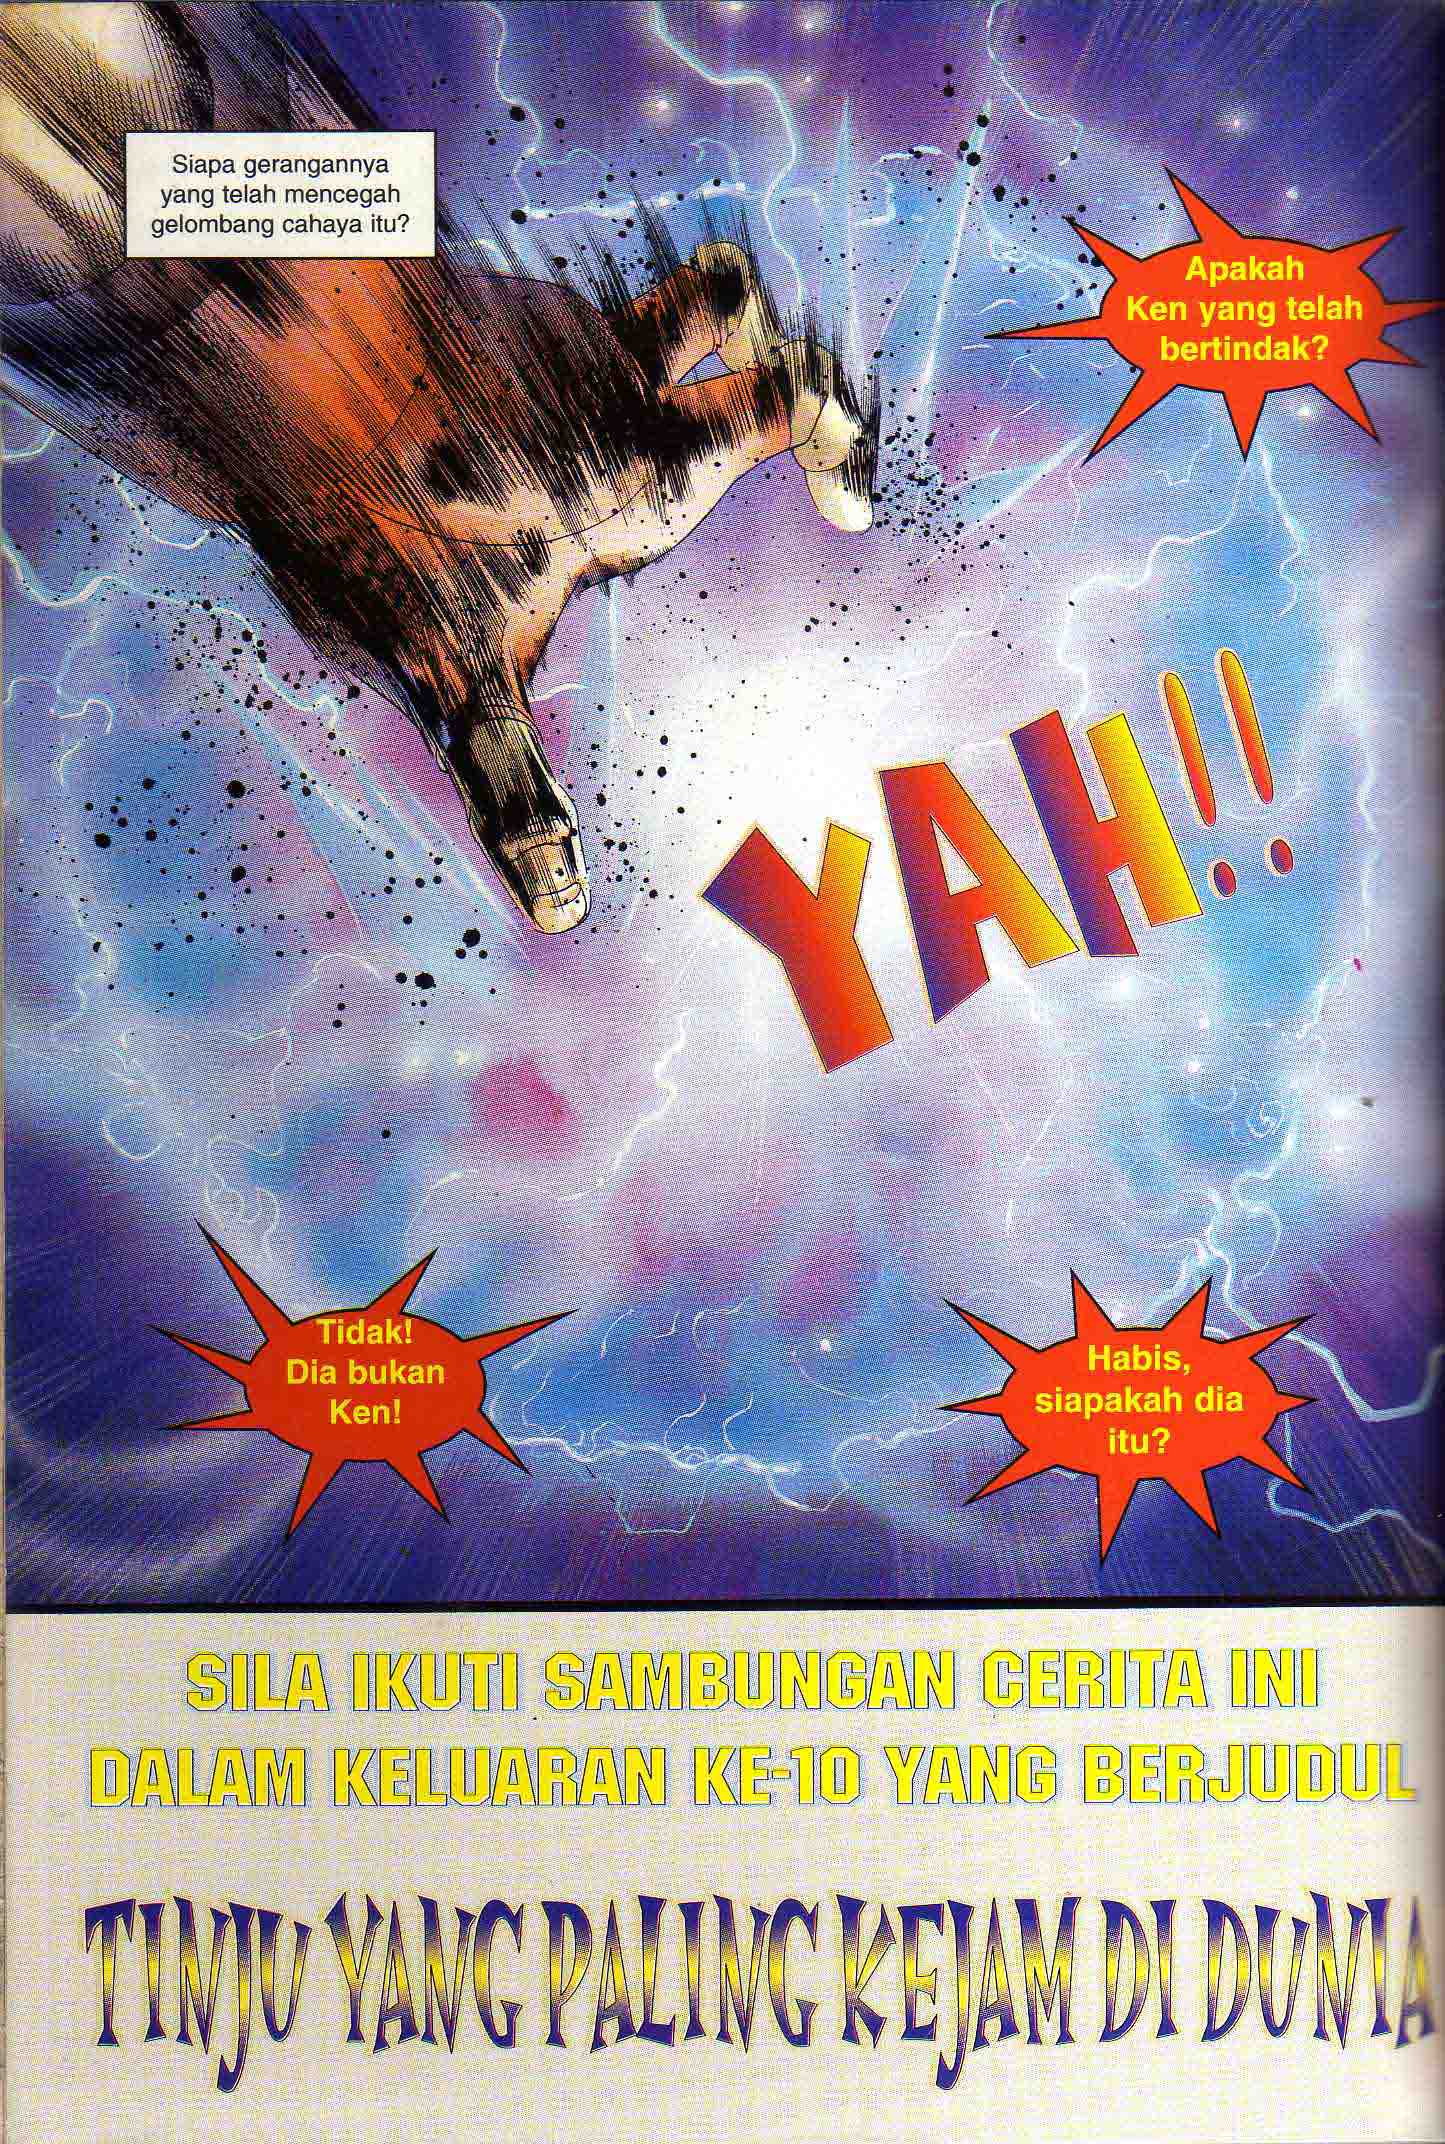 Siapa gerangannya
yang telah mencegah
gelombang cahaya itu?
Apakah
Ken yang telah
bertindak?
YAH!!
Tidak!
Dia bukan
Ken!
Habis,
siapakah dia
itu?
SILA IKUTI SAMBUNGAN CERITA INI
DALAM KELUARAN KE-10 YANG BERJUDUL
TINJU YANG PALING KEJAM DI DUNIA